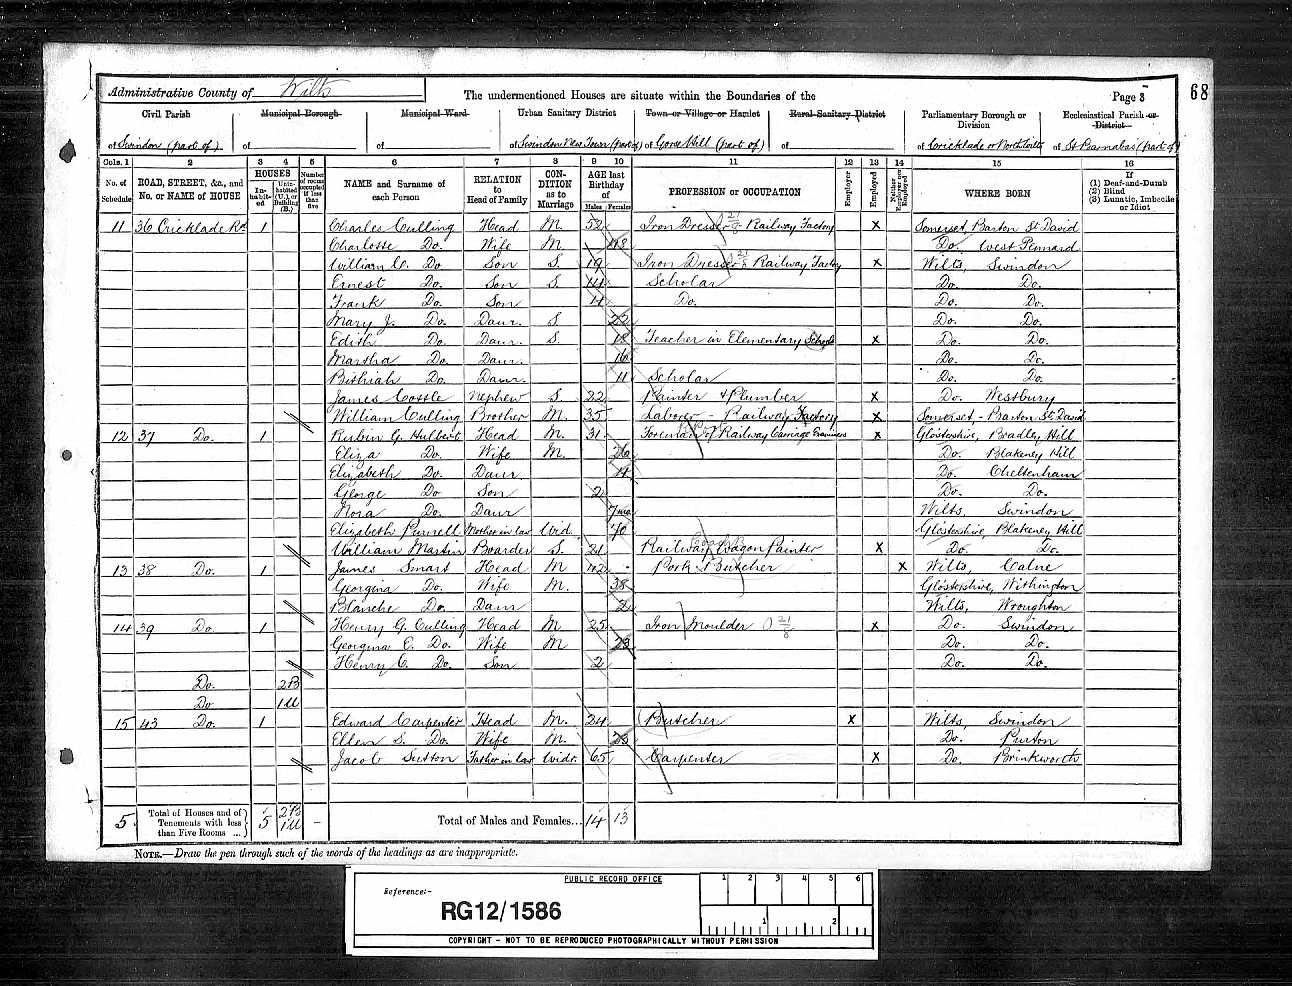 Administrative County of Wilts
The undermentioned Houses are situate within the Boundaries of the
Page 8
68
Civil Parish Municipal Borough Municipal Ward Urban Sanitary District Town or Village or Hamlet Rural Sanitary District Parliamentary Borough or Division Ecclesiastical Parish or District
of Swindon (part of) of of of Swindon New Town (part of) of Gorse Hill (part of) of of Cricklade or North Wilts of St Barnabas (part of)
Cols. 1 2 3 4 5 6 7 8 9 10 11 12 13 14 15 16
No. of Schedule ROAD, STREET, &c., and No. or NAME of HOUSE HOUSES Inhabited Uninhabited (U.), or Building (B.) Number of rooms occupied if less than five NAME and Surname of each Person RELATION to Head of Family CONDITION as to Marriage AGE last Birthday of Males Females PROFESSION or OCCUPATION Employer Employed Neither Employer nor Employed WHERE BORN If (1) Deaf-and-Dumb (2) Blind (3) Lunatic, Imbecile or Idiot
11 36 Cricklade Rd 1 Charles Culling Head M. 52 Iron Dresser Railway Factory X Somerset, Barton St David
Charlotte Do. Wife M. 48 Do. West Pennard
William C. Do Son S. 19 Iron Dresser Railway Factory X Wilts, Swindon
Ernest Do. Son S. 14 Scholar Do. Do.
Frank Do. Son 11 Do. Do. Do.
Mary J. Do. Daur. S. 22 Do. Do.
Edith Do. Daur. S. 18 Teacher in Elementary Schools X Do. Do.
Martha Do. Daur. 16 Do. Do.
Bithiah Do. Daur. 11 Scholar Do. Do.
James Cottle Nephew S. 22 Painter & Plumber X Do. Westbury
William Culling Brother M. 35 Laborer - Railway Factory X Somerset - Barton St David
12 37 Do. 1 Rubin G. Hulbert Head M. 31 Foreman of Railway Carriage Examiners X Glostershire, Bradley Hill
Eliza Do. Wife M. 26 Do. Blakeney Hill
Elizabeth Do. Daur 4 Do. Cheltenham
George Do Son 2 Do. Do.
Nora Do. Daur 7 mo Wilts. Swindon
Elizabeth Purnell Mother in law Wid. 70 Glostershire, Blakeney Hill
William Martin Boarder S. 21 Railway Wagon Painter X Do. Do.
13 38 Do. 1 James Smart Head M 42 Pork Butcher X Wilts, Calne
Georgina Do. Wife M. 38 Glostershire, Withington
Blanche Do. Daur 2 Wilts, Wroughton
14 39 Do. 1 Henry G. Culling Head M 25 Iron Moulder 21/8 X Do. Swindon
Georgina E. Do. Wife M 23 Do. Do.
Henry C. Do. Son 2 Do. Do.
Do. 2B
Do 1U
15 43 Do. 1 Edward Carpenter Head M. 24 Butcher X Wilts, Swindon
Ellen S. Do. Wife M. 23 Do. Purton
Jacob Sutton Father in law Widr. 65 Carpenter X Do. Brinkworth
5 Total of Houses and of Tenements with less than Five Rooms ... 5 2B 1U - Total of Males and Females... 14 13
NOTE.—Draw the pen through such of the words of the headings as are inappropriate.
PUBLIC RECORD OFFICE
Reference:-
RG12/1586
1 2 3 4 5 6
1 2
COPYRIGHT - NOT TO BE REPRODUCED PHOTOGRAPHICALLY WITHOUT PERMISSION